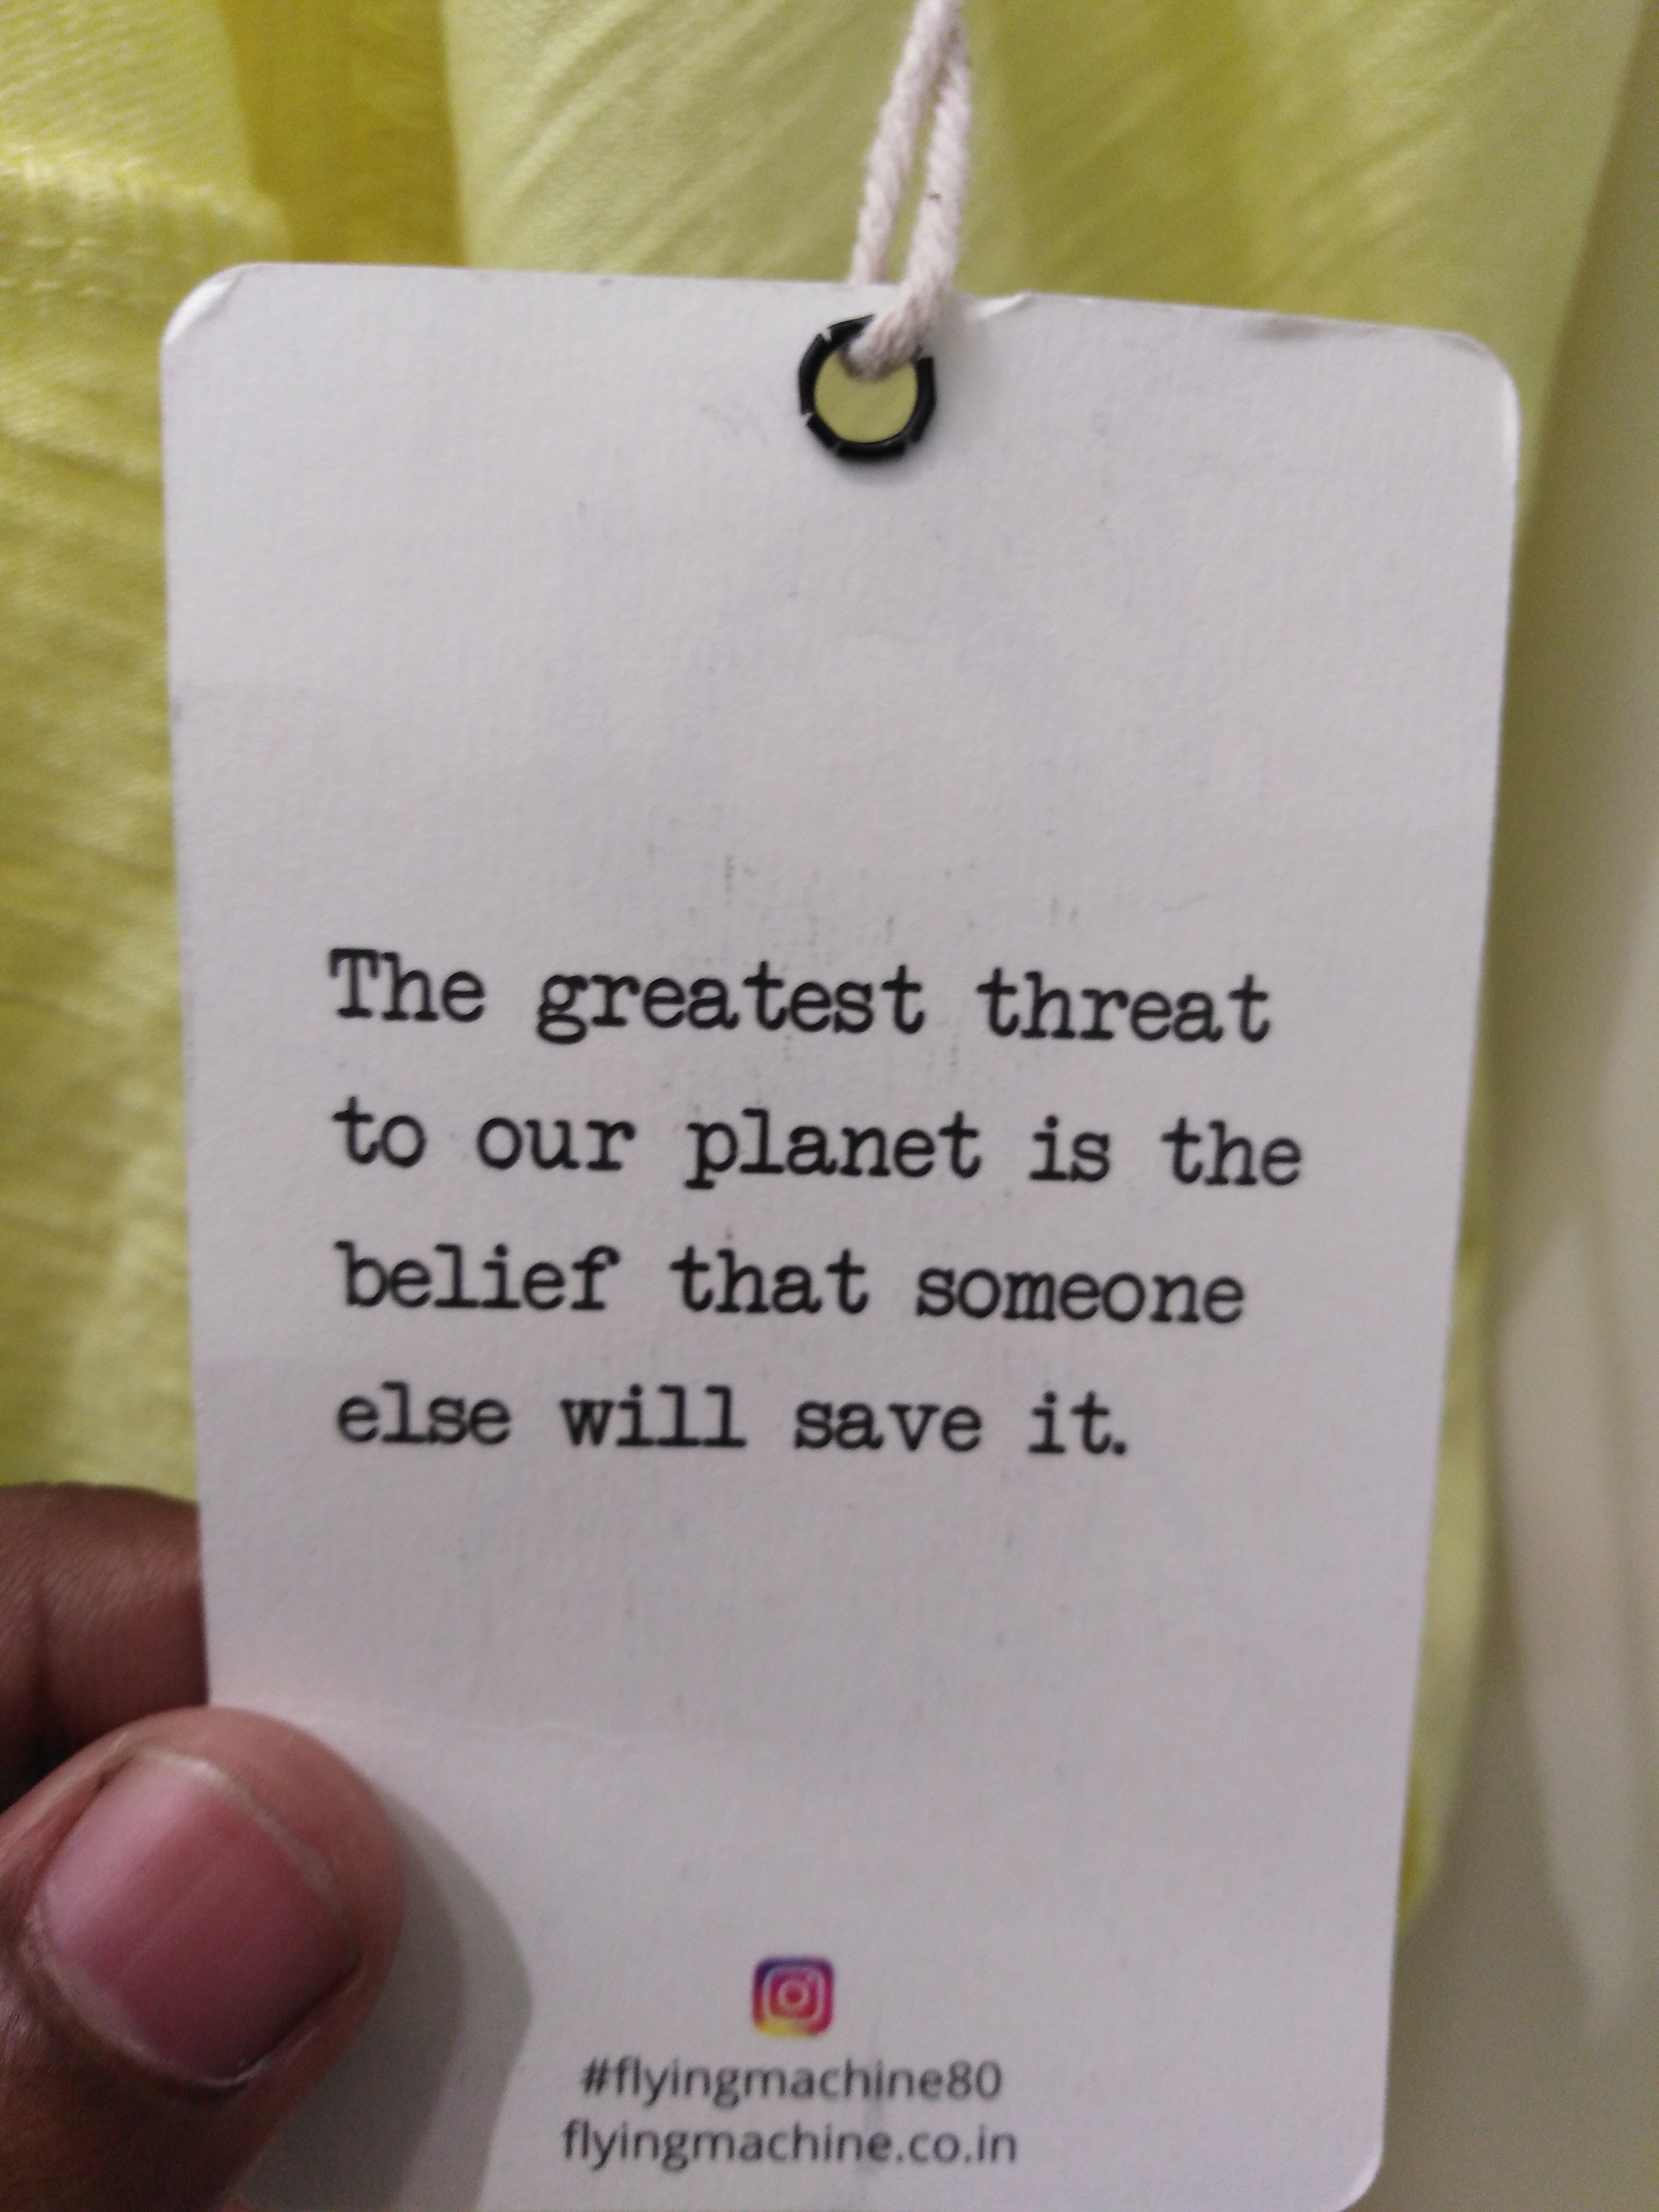 The greatest threat
to our planet is the
belief that someone
else will save it.
#flyingmachine80
flyingmachine.co.in